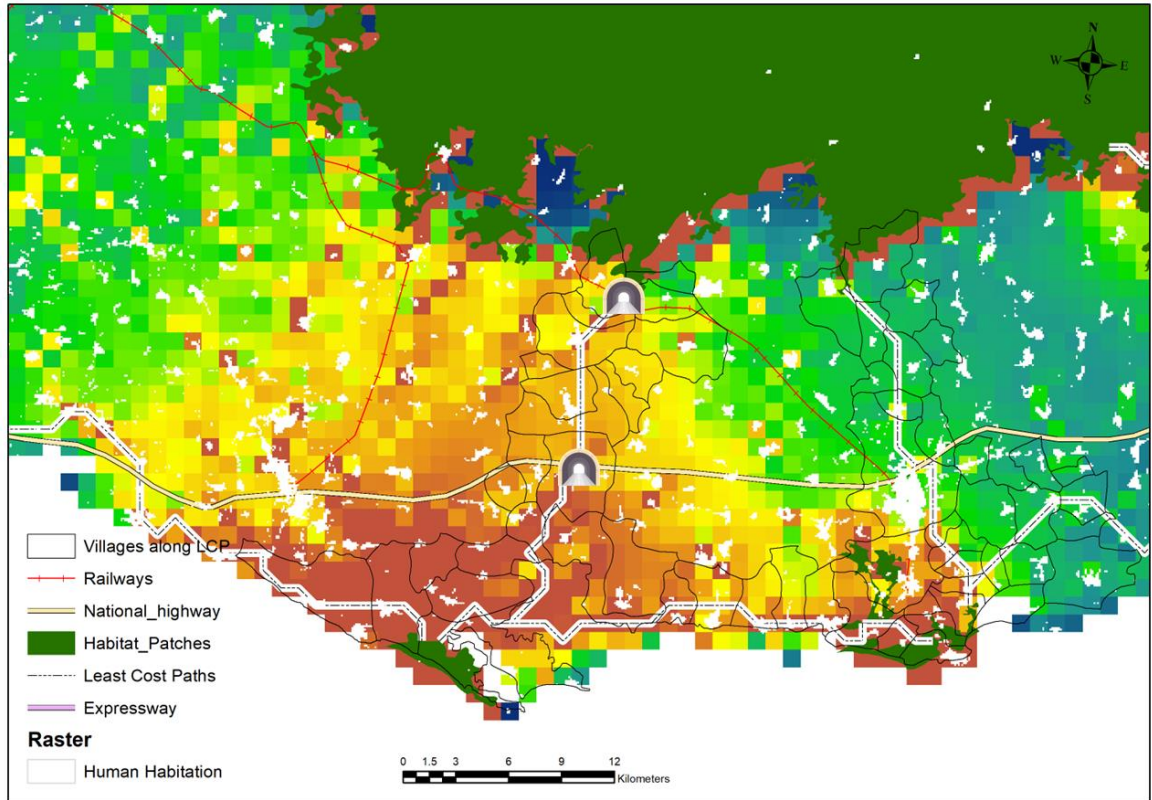 N
W E
S
Villages along LCP
Railways
National_highway
Habitat_Patches
Least Cost Paths
Expressway
Raster
Human Habitation
0 1.5 3 6 9 12
Kilometers